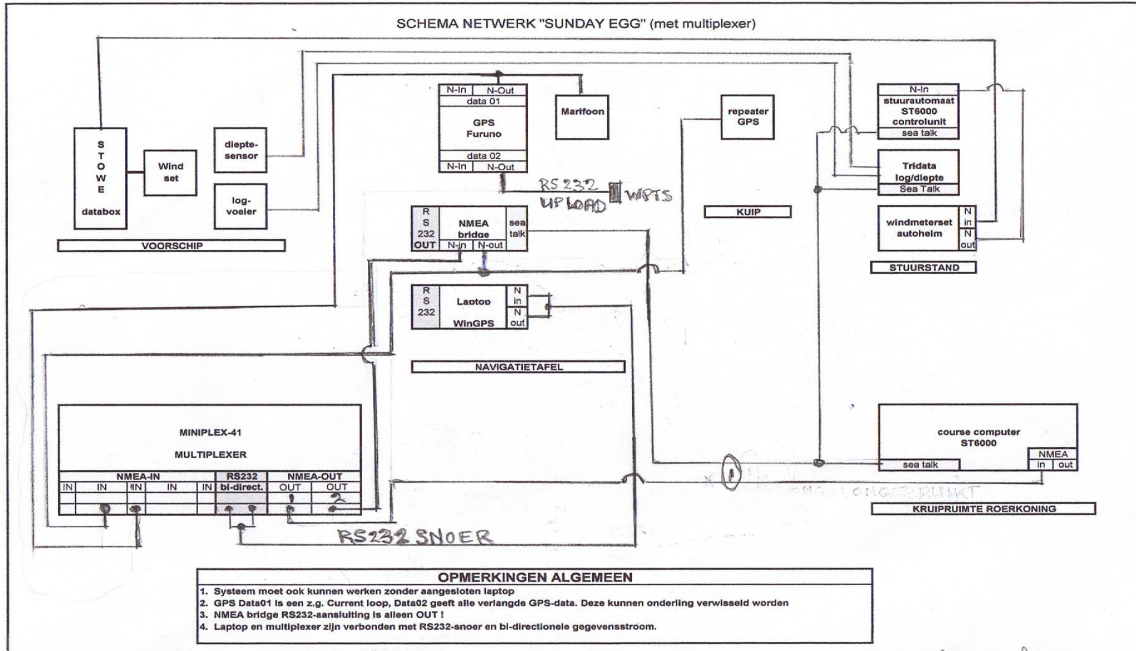 SCHEMA NETWERK "SUNDAY EGG" (met multiplexer)
STOWE
databox
Wind
set
diepte-
sensor
log-
voeler
VOORSCHIP
N-In N-Out
data 01
GPS
Furuno
data 02
N-In N-Out
Marifoon
RS 232
UPLOAD
WPTS
repeater
GPS
KUIP
N-in
stuurautomaat
ST6000
controlunit
sea talk
Tridata
log/diepte
Sea Talk
windmeterset
autohelm
N
in
N
out
STUURSTAND
R
S
232
OUT
NMEA
bridge
N-in N-out
sea
talk
R
S
232
Laptop
WinGPS
N
in
N
out
NAVIGATIETAFEL
MINIPLEX-41
MULTIPLEXER
NMEA-IN RS232 NMEA-OUT
IN IN IN IN IN bi-direct. OUT OUT
1 2
RS232 SNOER
course computer
ST6000
sea talk
NMEA
in out
1
KRUIPRUIMTE ROERKONING
OPMERKINGEN ALGEMEEN
1. Systeem moet ook kunnen werken zonder aangesloten laptop
2. GPS Data01 is een z.g. Current loop, Data02 geeft alle verlangde GPS-data. Deze kunnen onderling verwisseld worden
3. NMEA bridge RS232-aansluiting is alleen OUT !
4. Laptop en multiplexer zijn verbonden met RS232-snoer en bi-directionele gegevensstroom.